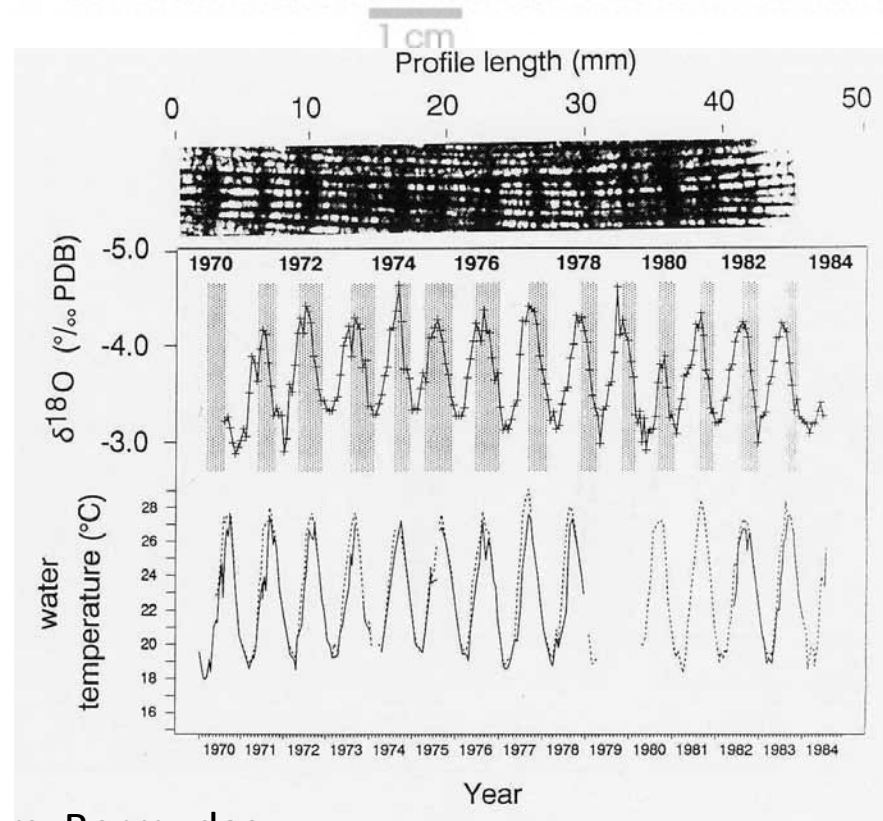 1 cm
Profile length (mm)
0 10 20 30 40 50
δ18O (°/oo PDB)
-5.0
-4.0
-3.0
1970 1972 1974 1976 1978 1980 1982 1984
water
temperature (°C)
28
26
24
22
20
18
16
1970 1971 1972 1973 1974 1975 1976 1977 1978 1979 1980 1981 1982 1983 1984
Year